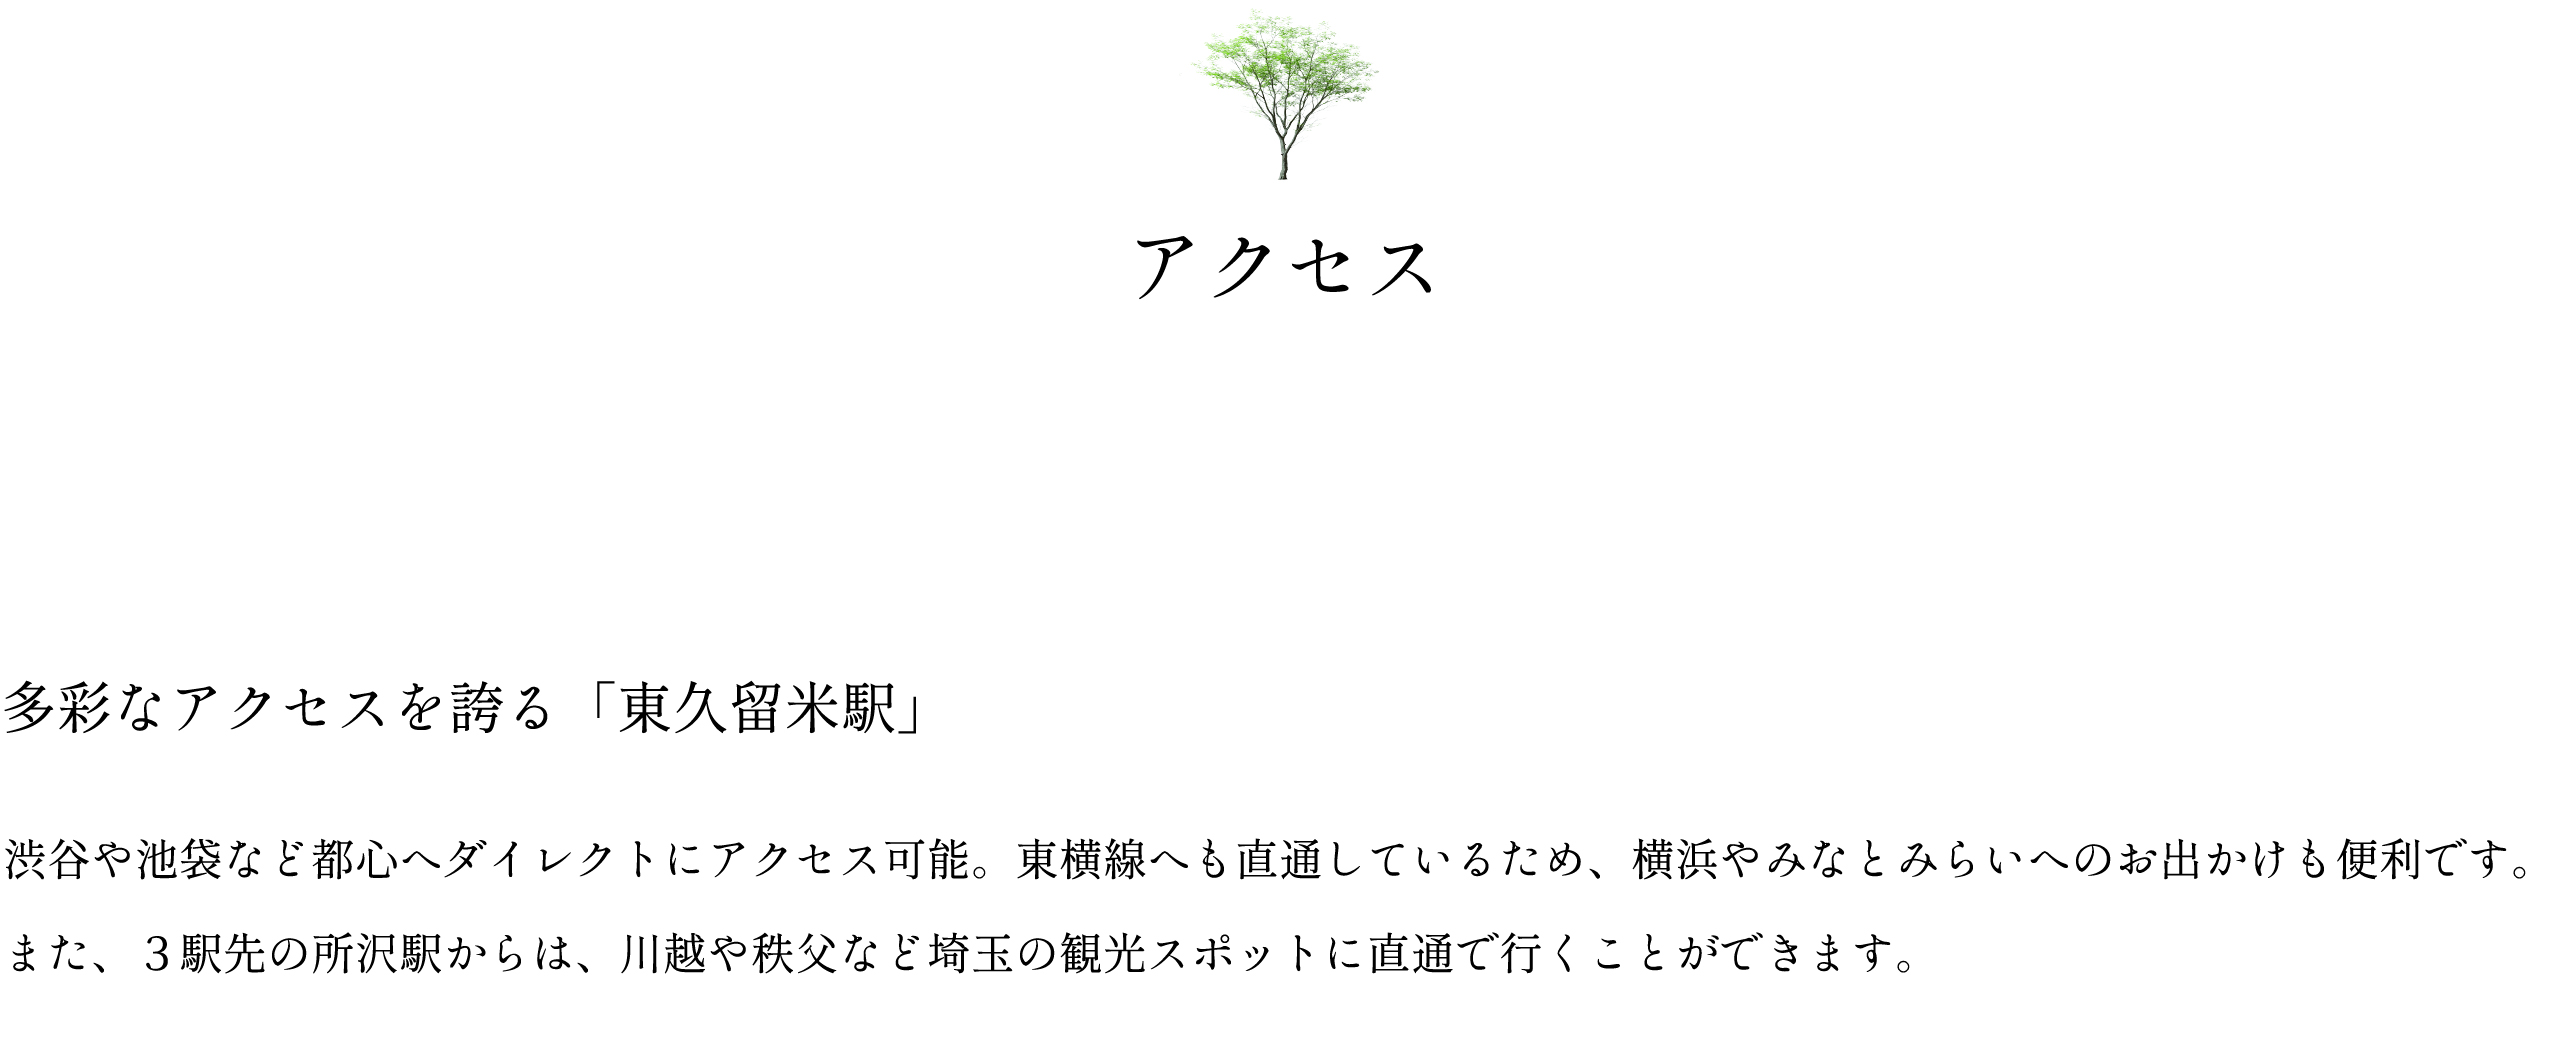 アクセス
多彩なアクセスを誇る「東久留米駅」
渋谷や池袋など都心へダイレクトにアクセス可能。東横線へも直通しているため、横浜やみなとみらいへのお出かけも便利です。
また、３駅先の所沢駅からは、川越や秩父など埼玉の観光スポットに直通で行くことができます。